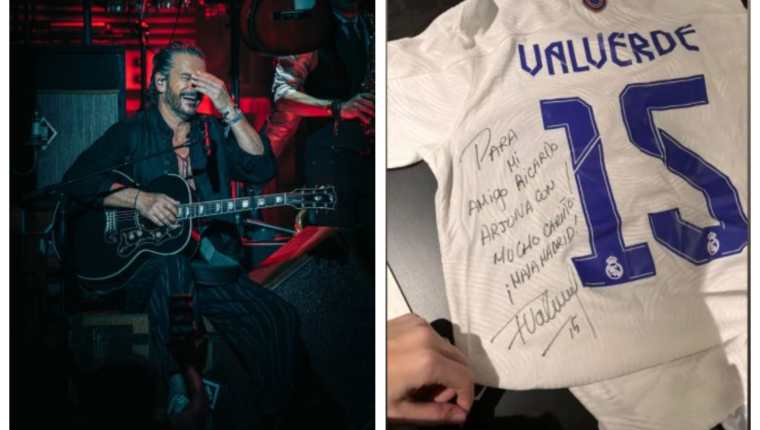 VALVERDE
15
PARA
MI
AMIGO RICARDO
ARJONA CON
MUCHO CARIÑO,
¡HALA MADRID!
15